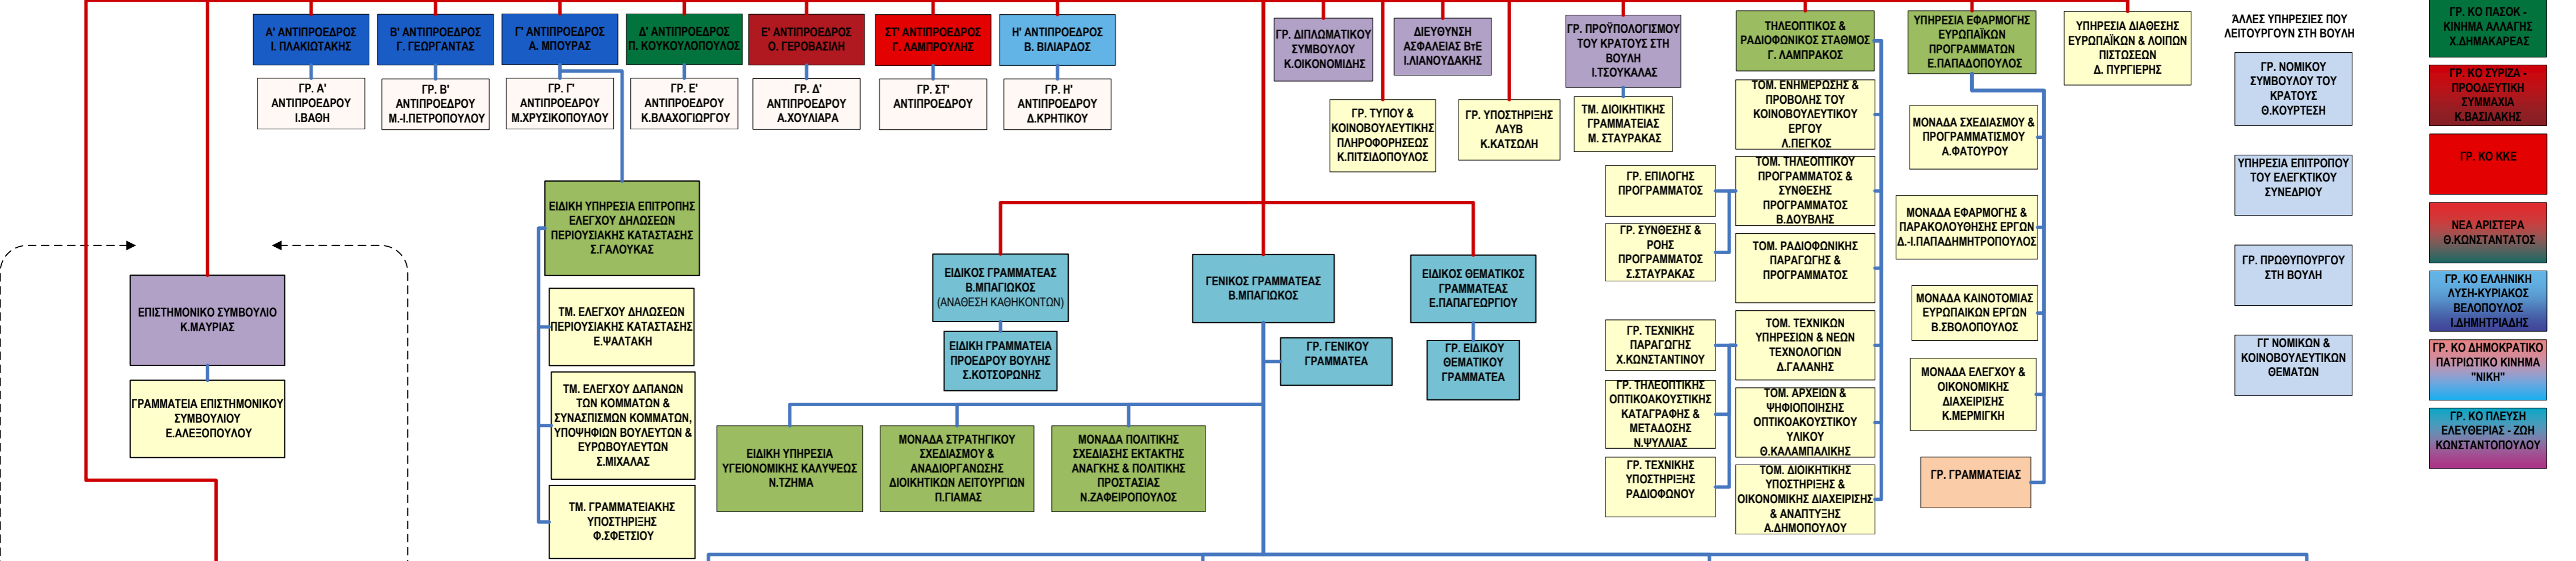 Α' ΑΝΤΙΠΡΟΕΔΡΟΣ
Ι. ΠΛΑΚΙΩΤΑΚΗΣ
Β' ΑΝΤΙΠΡΟΕΔΡΟΣ
Γ. ΓΕΩΡΓΑΝΤΑΣ
Γ' ΑΝΤΙΠΡΟΕΔΡΟΣ
Α. ΜΠΟΥΡΑΣ
Δ' ΑΝΤΙΠΡΟΕΔΡΟΣ
Π. ΚΟΥΚΟΥΛΟΠΟΥΛΟΣ
Ε' ΑΝΤΙΠΡΟΕΔΡΟΣ
Ο. ΓΕΡΟΒΑΣΙΛΗ
ΣΤ' ΑΝΤΙΠΡΟΕΔΡΟΣ
Γ. ΛΑΜΠΡΟΥΛΗΣ
Η' ΑΝΤΙΠΡΟΕΔΡΟΣ
Β. ΒΙΛΙΑΡΔΟΣ
ΓΡ. Α'
ΑΝΤΙΠΡΟΕΔΡΟΥ
Ι.ΒΑΘΗ
ΓΡ. Β'
ΑΝΤΙΠΡΟΕΔΡΟΥ
Μ.-Ι.ΠΕΤΡΟΠΟΥΛΟΥ
ΓΡ. Γ'
ΑΝΤΙΠΡΟΕΔΡΟΥ
Μ.ΧΡΥΣΙΚΟΠΟΥΛΟΥ
ΓΡ. Ε'
ΑΝΤΙΠΡΟΕΔΡΟΥ
Κ.ΒΛΑΧΟΓΙΩΡΓΟΥ
ΓΡ. Δ'
ΑΝΤΙΠΡΟΕΔΡΟΥ
Α.ΧΟΥΛΙΑΡΑ
ΓΡ. ΣΤ'
ΑΝΤΙΠΡΟΕΔΡΟΥ
ΓΡ. Η'
ΑΝΤΙΠΡΟΕΔΡΟΥ
Δ.ΚΡΗΤΙΚΟΥ
ΕΙΔΙΚΗ ΥΠΗΡΕΣΙΑ ΕΠΙΤΡΟΠΗΣ
ΕΛΕΓΧΟΥ ΔΗΛΩΣΕΩΝ
ΠΕΡΙΟΥΣΙΑΚΗΣ ΚΑΤΑΣΤΑΣΗΣ
Σ.ΓΑΛΟΥΚΑΣ
ΤΜ. ΕΛΕΓΧΟΥ ΔΗΛΩΣΕΩΝ
ΠΕΡΙΟΥΣΙΑΚΗΣ ΚΑΤΑΣΤΑΣΗΣ
Ε.ΨΑΛΤΑΚΗ
ΤΜ. ΕΛΕΓΧΟΥ ΔΑΠΑΝΩΝ
ΤΩΝ ΚΟΜΜΑΤΩΝ &
ΣΥΝΑΣΠΙΣΜΩΝ ΚΟΜΜΑΤΩΝ,
ΥΠΟΨΗΦΙΩΝ ΒΟΥΛΕΥΤΩΝ &
ΕΥΡΩΒΟΥΛΕΥΤΩΝ
Σ.ΜΙΧΑΛΑΣ
ΤΜ. ΓΡΑΜΜΑΤΕΙΑΚΗΣ
ΥΠΟΣΤΗΡΙΞΗΣ
Φ.ΣΦΕΤΣΙΟΥ
ΕΠΙΣΤΗΜΟΝΙΚΟ ΣΥΜΒΟΥΛΙΟ
Κ.ΜΑΥΡΙΑΣ
ΓΡΑΜΜΑΤΕΙΑ ΕΠΙΣΤΗΜΟΝΙΚΟΥ
ΣΥΜΒΟΥΛΙΟΥ
Ε.ΑΛΕΞΟΠΟΥΛΟΥ
ΕΙΔΙΚΟΣ ΓΡΑΜΜΑΤΕΑΣ
Β.ΜΠΑΓΙΩΚΟΣ
(ΑΝΑΘΕΣΗ ΚΑΘΗΚΟΝΤΩΝ)
ΕΙΔΙΚΗ ΓΡΑΜΜΑΤΕΙΑ
ΠΡΟΕΔΡΟΥ ΒΟΥΛΗΣ
Σ.ΚΟΤΣΟΡΩΝΗΣ
ΓΕΝΙΚΟΣ ΓΡΑΜΜΑΤΕΑΣ
Β.ΜΠΑΓΙΩΚΟΣ
ΓΡ. ΓΕΝΙΚΟΥ
ΓΡΑΜΜΑΤΕΑ
ΕΙΔΙΚΟΣ ΘΕΜΑΤΙΚΟΣ
ΓΡΑΜΜΑΤΕΑΣ
Ε.ΠΑΠΑΓΕΩΡΓΙΟΥ
ΓΡ. ΕΙΔΙΚΟΥ
ΘΕΜΑΤΙΚΟΥ
ΓΡΑΜΜΑΤΕΑ
ΕΙΔΙΚΗ ΥΠΗΡΕΣΙΑ
ΥΓΕΙΟΝΟΜΙΚΗΣ ΚΑΛΥΨΕΩΣ
Ν.ΤΖΗΜΑ
ΜΟΝΑΔΑ ΣΤΡΑΤΗΓΙΚΟΥ
ΣΧΕΔΙΑΣΜΟΥ &
ΑΝΑΔΙΟΡΓΑΝΩΣΗΣ
ΔΙΟΙΚΗΤΙΚΩΝ ΛΕΙΤΟΥΡΓΙΩΝ
Π.ΓΙΑΜΑΣ
ΜΟΝΑΔΑ ΠΟΛΙΤΙΚΗΣ
ΣΧΕΔΙΑΣΗΣ ΕΚΤΑΚΤΗΣ
ΑΝΑΓΚΗΣ & ΠΟΛΙΤΙΚΗΣ
ΠΡΟΣΤΑΣΙΑΣ
Ν.ΖΑΦΕΙΡΟΠΟΥΛΟΣ
ΓΡ. ΔΙΠΛΩΜΑΤΙΚΟΥ
ΣΥΜΒΟΥΛΟΥ
Κ.ΟΙΚΟΝΟΜΙΔΗΣ
ΔΙΕΥΘΥΝΣΗ
ΑΣΦΑΛΕΙΑΣ ΒτΕ
Ι.ΛΙΑΝΟΥΔΑΚΗΣ
ΓΡ. ΤΥΠΟΥ &
ΚΟΙΝΟΒΟΥΛΕΥΤΙΚΗΣ
ΠΛΗΡΟΦΟΡΗΣΕΩΣ
Κ.ΠΙΤΣΙΔΟΠΟΥΛΟΣ
ΓΡ. ΥΠΟΣΤΗΡΙΞΗΣ
ΛΑΥΒ
Κ.ΚΑΤΣΩΛΗ
ΓΡ. ΠΡΟΫΠΟΛΟΓΙΣΜΟΥ
ΤΟΥ ΚΡΑΤΟΥΣ ΣΤΗ
ΒΟΥΛΗ
Ι.ΤΣΟΥΚΑΛΑΣ
ΤΜ. ΔΙΟΙΚΗΤΙΚΗΣ
ΓΡΑΜΜΑΤΕΙΑΣ
Μ. ΣΤΑΥΡΑΚΑΣ
ΤΗΛΕΟΠΤΙΚΟΣ &
ΡΑΔΙΟΦΩΝΙΚΟΣ ΣΤΑΘΜΟΣ
Γ. ΛΑΜΠΡΑΚΟΣ
ΤΟΜ. ΕΝΗΜΕΡΩΣΗΣ &
ΠΡΟΒΟΛΗΣ ΤΟΥ
ΚΟΙΝΟΒΟΥΛΕΥΤΙΚΟΥ
ΕΡΓΟΥ
Λ.ΠΕΓΚΟΣ
ΤΟΜ. ΤΗΛΕΟΠΤΙΚΟΥ
ΠΡΟΓΡΑΜΜΑΤΟΣ &
ΣΥΝΘΕΣΗΣ
ΠΡΟΓΡΑΜΜΑΤΟΣ
Β.ΔΟΥΒΛΗΣ
ΓΡ. ΕΠΙΛΟΓΗΣ
ΠΡΟΓΡΑΜΜΑΤΟΣ
ΓΡ. ΣΥΝΘΕΣΗΣ &
ΡΟΗΣ
ΠΡΟΓΡΑΜΜΑΤΟΣ
Σ.ΣΤΑΥΡΑΚΑΣ
ΤΟΜ. ΡΑΔΙΟΦΩΝΙΚΗΣ
ΠΑΡΑΓΩΓΗΣ &
ΠΡΟΓΡΑΜΜΑΤΟΣ
ΤΟΜ. ΤΕΧΝΙΚΩΝ
ΥΠΗΡΕΣΙΩΝ & ΝΕΩΝ
ΤΕΧΝΟΛΟΓΙΩΝ
Δ.ΓΑΛΑΝΗΣ
ΓΡ. ΤΕΧΝΙΚΗΣ
ΠΑΡΑΓΩΓΗΣ
Χ.ΚΩΝΣΤΑΝΤΙΝΟΥ
ΓΡ. ΤΗΛΕΟΠΤΙΚΗΣ
ΟΠΤΙΚΟΑΚΟΥΣΤΙΚΗΣ
ΚΑΤΑΓΡΑΦΗΣ &
ΜΕΤΑΔΟΣΗΣ
Ν.ΨΥΛΛΙΑΣ
ΓΡ. ΤΕΧΝΙΚΗΣ
ΥΠΟΣΤΗΡΙΞΗΣ
ΡΑΔΙΟΦΩΝΟΥ
ΤΟΜ. ΑΡΧΕΙΩΝ &
ΨΗΦΙΟΠΟΙΗΣΗΣ
ΟΠΤΙΚΟΑΚΟΥΣΤΙΚΟΥ
ΥΛΙΚΟΥ
Θ.ΚΑΛΑΜΠΑΛΙΚΗΣ
ΤΟΜ. ΔΙΟΙΚΗΤΙΚΗΣ
ΥΠΟΣΤΗΡΙΞΗΣ &
ΟΙΚΟΝΟΜΙΚΗΣ ΔΙΑΧΕΙΡΙΣΗΣ
& ΑΝΑΠΤΥΞΗΣ
Α.ΔΗΜΟΠΟΥΛΟΥ
ΥΠΗΡΕΣΙΑ ΕΦΑΡΜΟΓΗΣ
ΕΥΡΩΠΑΪΚΩΝ
ΠΡΟΓΡΑΜΜΑΤΩΝ
Ε.ΠΑΠΑΔΟΠΟΥΛΟΣ
ΜΟΝΑΔΑ ΣΧΕΔΙΑΣΜΟΥ &
ΠΡΟΓΡΑΜΜΑΤΙΣΜΟΥ
Α.ΦΑΤΟΥΡΟΥ
ΜΟΝΑΔΑ ΕΦΑΡΜΟΓΗΣ &
ΠΑΡΑΚΟΛΟΥΘΗΣΗΣ ΕΡΓΩΝ
Δ.-Ι.ΠΑΠΑΔΗΜΗΤΡΟΠΟΥΛΟΣ
ΜΟΝΑΔΑ ΚΑΙΝΟΤΟΜΙΑΣ
ΕΥΡΩΠΑΙΚΩΝ ΕΡΓΩΝ
Β.ΣΒΟΛΟΠΟΥΛΟΣ
ΜΟΝΑΔΑ ΕΛΕΓΧΟΥ &
ΟΙΚΟΝΟΜΙΚΗΣ
ΔΙΑΧΕΙΡΙΣΗΣ
Κ.ΜΕΡΜΙΓΚΗ
ΓΡ. ΓΡΑΜΜΑΤΕΙΑΣ
ΥΠΗΡΕΣΙΑ ΔΙΑΘΕΣΗΣ
ΕΥΡΩΠΑΪΚΩΝ & ΛΟΙΠΩΝ
ΠΙΣΤΩΣΕΩΝ
Δ. ΠΥΡΓΙΕΡΗΣ
ΆΛΛΕΣ ΥΠΗΡΕΣΙΕΣ ΠΟΥ
ΛΕΙΤΟΥΡΓΟΥΝ ΣΤΗ ΒΟΥΛΗ
ΓΡ. ΝΟΜΙΚΟΥ
ΣΥΜΒΟΥΛΟΥ ΤΟΥ
ΚΡΑΤΟΥΣ
Θ.ΚΟΥΡΤΕΣΗ
ΥΠΗΡΕΣΙΑ ΕΠΙΤΡΟΠΟΥ
ΤΟΥ ΕΛΕΓΚΤΙΚΟΥ
ΣΥΝΕΔΡΙΟΥ
ΓΡ. ΠΡΩΘΥΠΟΥΡΓΟΥ
ΣΤΗ ΒΟΥΛΗ
ΓΓ ΝΟΜΙΚΩΝ &
ΚΟΙΝΟΒΟΥΛΕΥΤΙΚΩΝ
ΘΕΜΑΤΩΝ
ΓΡ. ΚΟ ΠΑΣΟΚ -
ΚΙΝΗΜΑ ΑΛΛΑΓΗΣ
Χ.ΔΗΜΑΚΑΡΕΑΣ
ΓΡ. ΚΟ ΣΥΡΙΖΑ -
ΠΡΟΟΔΕΥΤΙΚΗ
ΣΥΜΜΑΧΙΑ
Κ.ΒΑΣΙΛΑΚΗΣ
ΓΡ. ΚΟ ΚΚΕ
ΝΕΑ ΑΡΙΣΤΕΡΑ
Θ.ΚΩΝΣΤΑΝΤΑΤΟΣ
ΓΡ. ΚΟ ΕΛΛΗΝΙΚΗ
ΛΥΣΗ-ΚΥΡΙΑΚΟΣ
ΒΕΛΟΠΟΥΛΟΣ
Ι.ΔΗΜΗΤΡΙΑΔΗΣ
ΓΡ. ΚΟ ΔΗΜΟΚΡΑΤΙΚΟ
ΠΑΤΡΙΩΤΙΚΟ ΚΙΝΗΜΑ
"ΝΙΚΗ"
ΓΡ. ΚΟ ΠΛΕΥΣΗ
ΕΛΕΥΘΕΡΙΑΣ - ΖΩΗ
ΚΩΝΣΤΑΝΤΟΠΟΥΛΟΥ